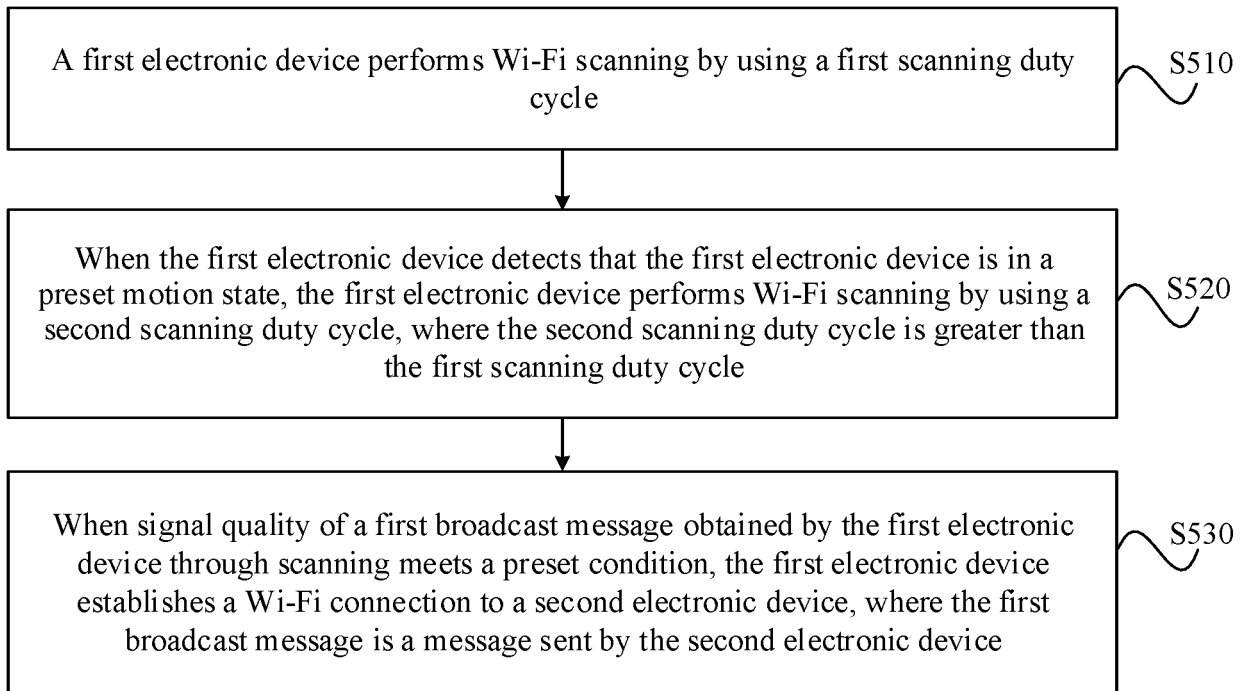 A first electronic device performs Wi-Fi scanning by using a first scanning duty
cycle
S510
When the first electronic device detects that the first electronic device is in a
preset motion state, the first electronic device performs Wi-Fi scanning by using a
second scanning duty cycle, where the second scanning duty cycle is greater than
the first scanning duty cycle
S520
When signal quality of a first broadcast message obtained by the first electronic
device through scanning meets a preset condition, the first electronic device
establishes a Wi-Fi connection to a second electronic device, where the first
broadcast message is a message sent by the second electronic device
S530